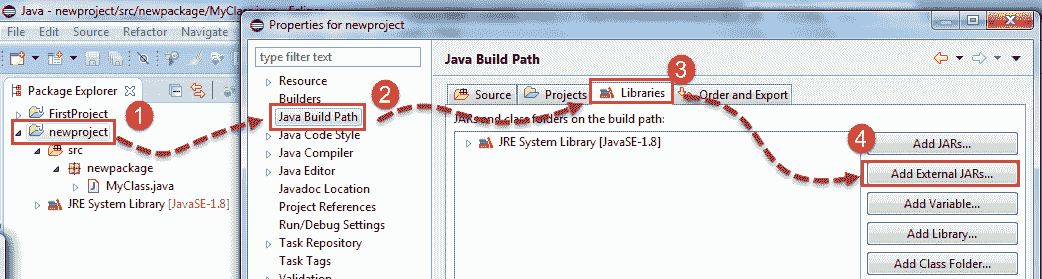 Java - newproject/src/newpackage/MyClass.java - Eclipse
File Edit Source Refactor Navigate
Package Explorer
FirstProject
newproject
src
newpackage
MyClass.java
JRE System Library [JavaSE-1.8]
1
Properties for newproject
type filter text
Resource
Builders
Java Build Path
Java Code Style
Java Compiler
Java Editor
Javadoc Location
Project References
Run/Debug Settings
Task Repository
Task Tags
Validation
2
Java Build Path
3
Source Projects Libraries Order and Export
JARs and class folders on the build path:
JRE System Library [JavaSE-1.8]
4
Add JARs...
Add External JARs...
Add Variable...
Add Library...
Add Class Folder...